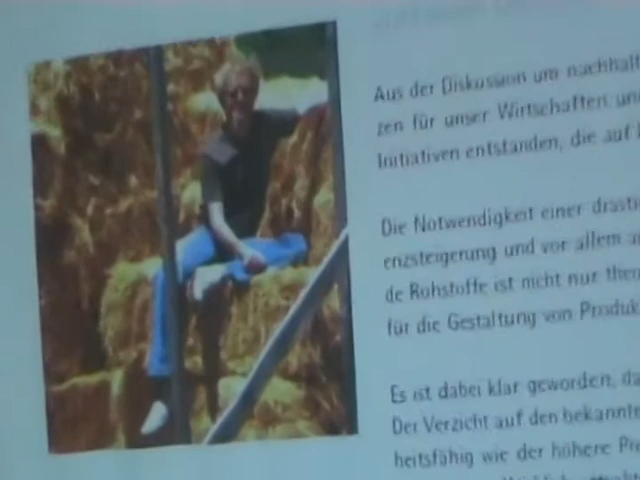 Aus der Diskussion um nachhalt
zen für unser Wirtschaften un
Initiativen entstanden, die auf
Die Notwendigkeit einer drasti
enzsteigerung und vor allem a
de Rohstoffe ist nicht nur them
für die Gestaltung von Produk
Es ist dabei klar geworden, da
Der Verzicht auf den bekannte
heitsfähig wie der höhere Pre